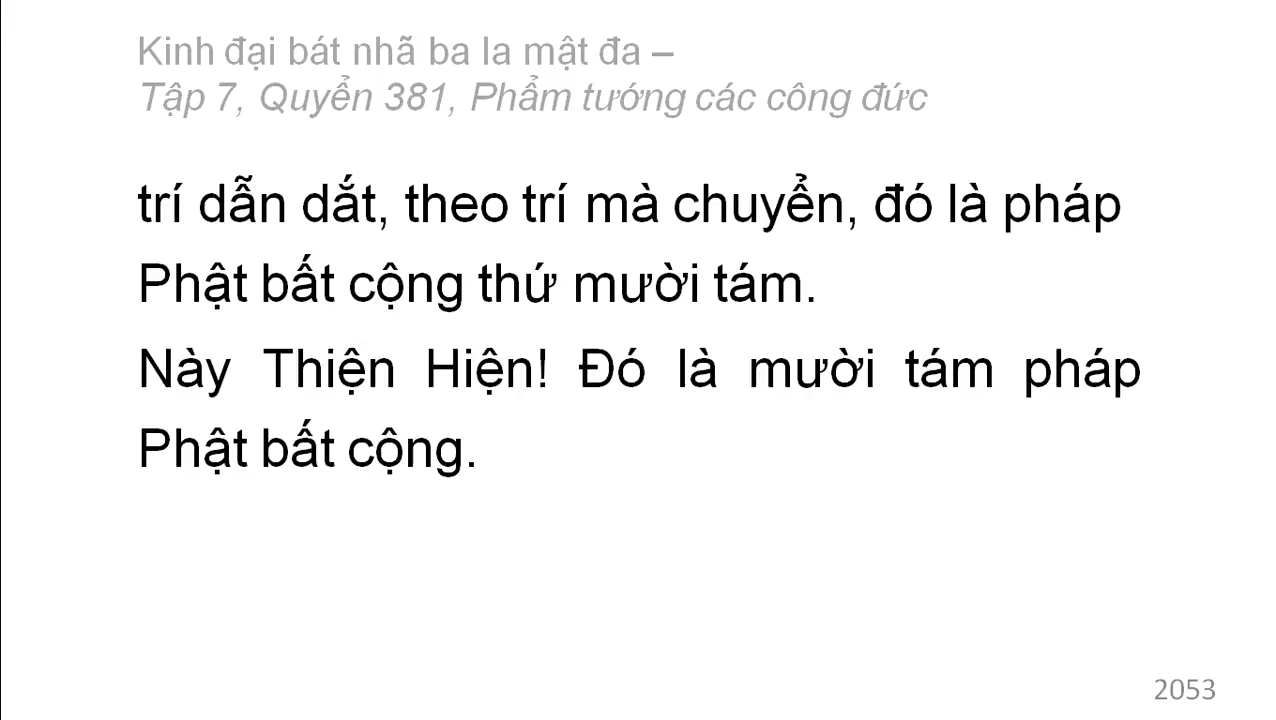 Kinh đại bát nhã ba la mật đa –
Tập 7, Quyển 381, Phẩm tướng các công đức
trí dẫn dắt, theo trí mà chuyển, đó là pháp
Phật bất cộng thứ mười tám.
Này Thiện Hiện! Đó là mười tám pháp
Phật bất cộng.
2053